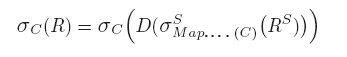 σ_C(R) = σ_C(D(σ^S_{Map.... (C)}(R^S)))